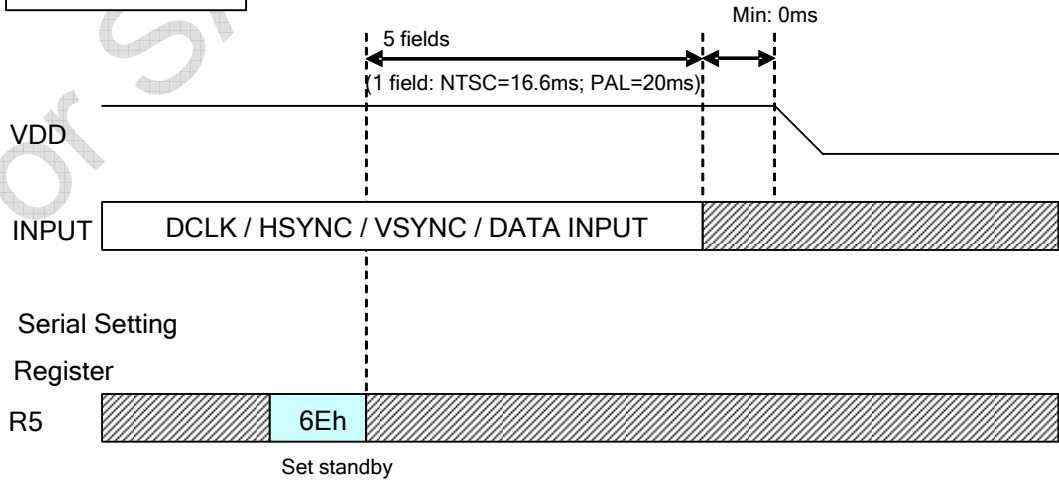 Min: 0ms
5 fields
(1 field: NTSC=16.6ms; PAL=20ms)
VDD
INPUT
DCLK / HSYNC / VSYNC / DATA INPUT
Serial Setting
Register
R5
6Eh
Set standby